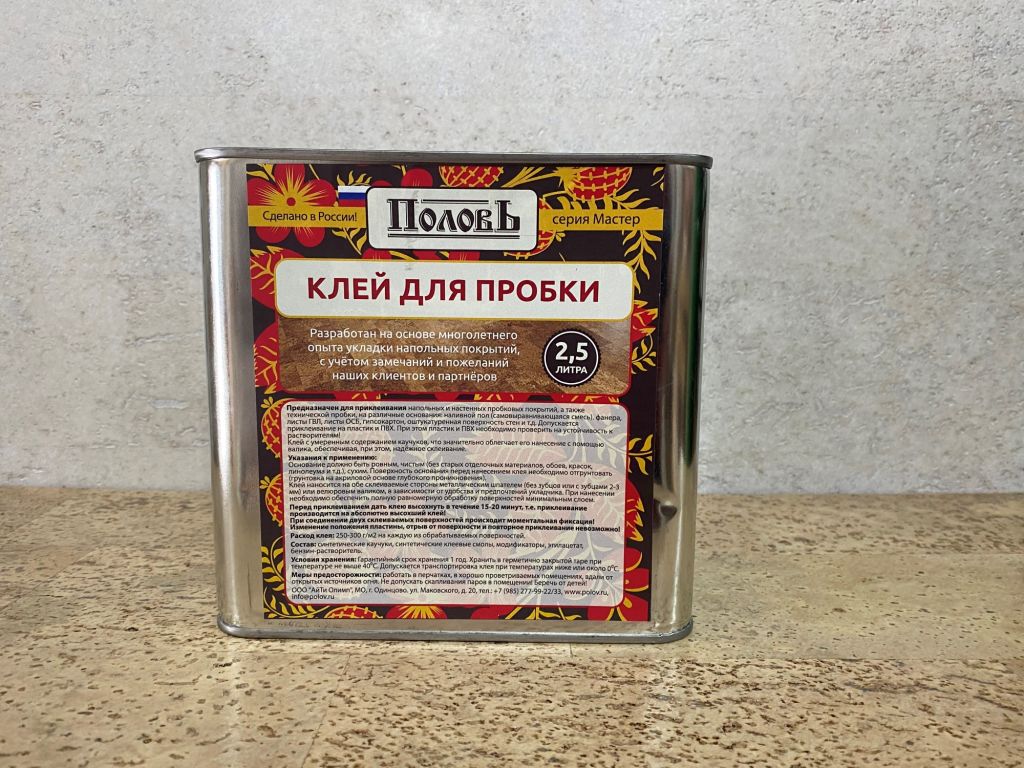 Сделано в России!
ПоловЪ
серия Мастер
КЛЕЙ ДЛЯ ПРОБКИ
Разработан на основе многолетнего
опыта укладки напольных покрытий,
с учётом замечаний и пожеланий
наших клиентов и партнёров
2,5
ЛИТРА
Предназначен для приклеивания напольных и настенных пробковых покрытий, а также
технической пробки, на различные основания: наливной пол (самовыравнивающаяся смесь), фанера,
листы ГВЛ, листы ОСБ, гипсокартон, оштукатуренная поверхность стен и т.д. Допускается
приклеивание на пластик и ПВХ. При этом пластик и ПВХ необходимо проверить на устойчивость к
растворителям!
Клей с умеренным содержанием каучуков, что значительно облегчает его нанесение с помощью
валика, обеспечивая, при этом, надёжное склеивание.
Указания к применению:
Основание должно быть ровным, чистым (без старых отделочных материалов, обоев, красок,
линолеума и т.д.), сухим. Поверхность основания перед нанесением клея необходимо отгрунтовать
(грунтовка на акриловой основе глубокого проникновения).
Клей наносится на обе склеиваемые стороны металлическим шпателем (без зубцов или с зубцами 2-3
мм) или велюровым валиком, в зависимости от удобства и предпочтений укладчика. При нанесении
необходимо обеспечить полную равномерную обработку поверхностей минимальным слоем.
Перед приклеиванием дать клею высохнуть в течение 15-20 минут, т.е. приклеивание
производится на абсолютно высохший клей!
При соединении двух склеиваемых поверхностей происходит моментальная фиксация!
Изменение положения пластины, отрыв от поверхности и повторное приклеивание невозможно!
Расход клея: 250-300 г/м2 на каждую из обрабатываемых поверхностей.
Состав: синтетические каучуки, синтетические клеевые смолы, модификаторы, этилацетат,
бензин-растворитель.
Условия хранения: Гарантийный срок хранения 1 год. Хранить в герметично закрытой таре при
температуре не выше 40°С. Допускается транспортировка клея при температурах ниже или около 0°С.
Меры предосторожности: работать в перчатках, в хорошо проветриваемых помещениях, вдали от
открытых источников огня. Не допускать скапливания паров в помещении! Беречь от детей!
ООО "АйТи Олимп", МО, г. Одинцово, ул. Маковского, д. 20, тел.: +7 (985) 277-99-22/33, www.polov.ru,
info@polov.ru